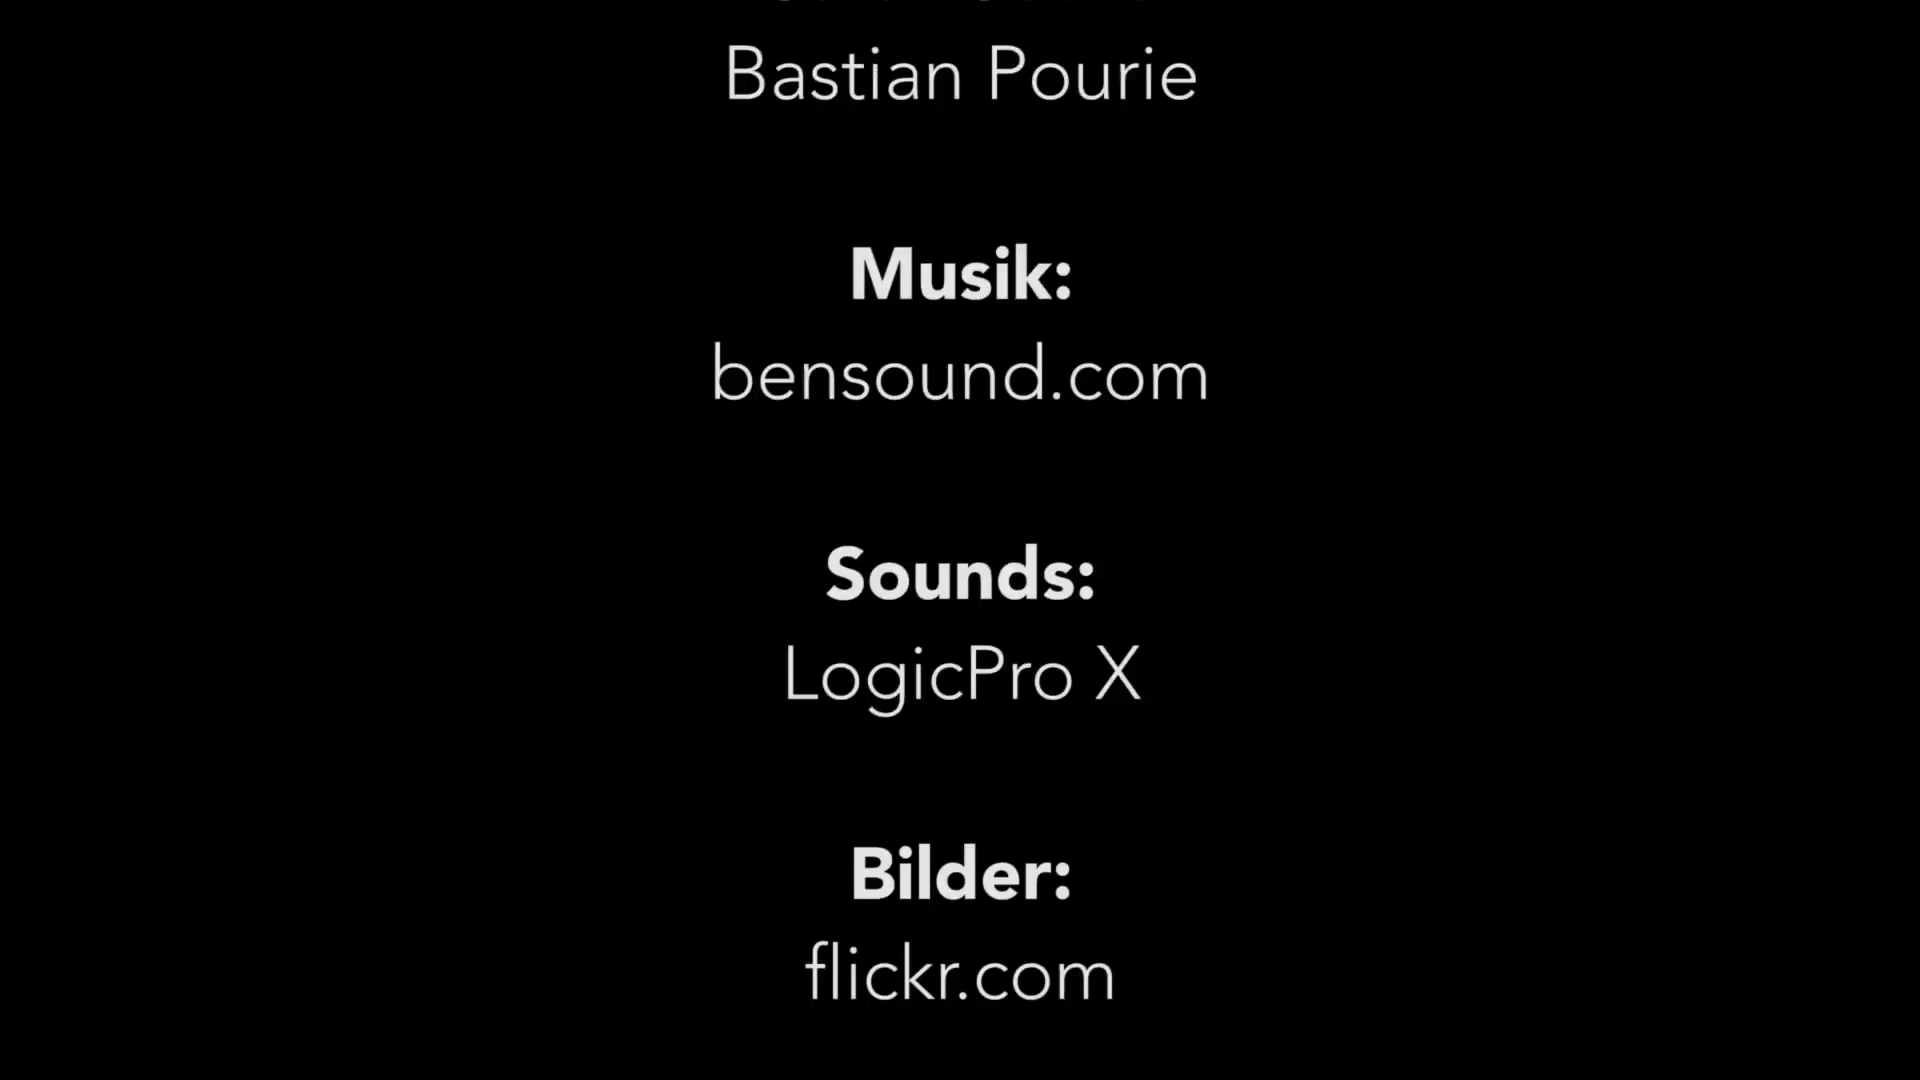 Bastian Pourie
Musik:
bensound.com
Sounds:
LogicPro X
Bilder:
flickr.com